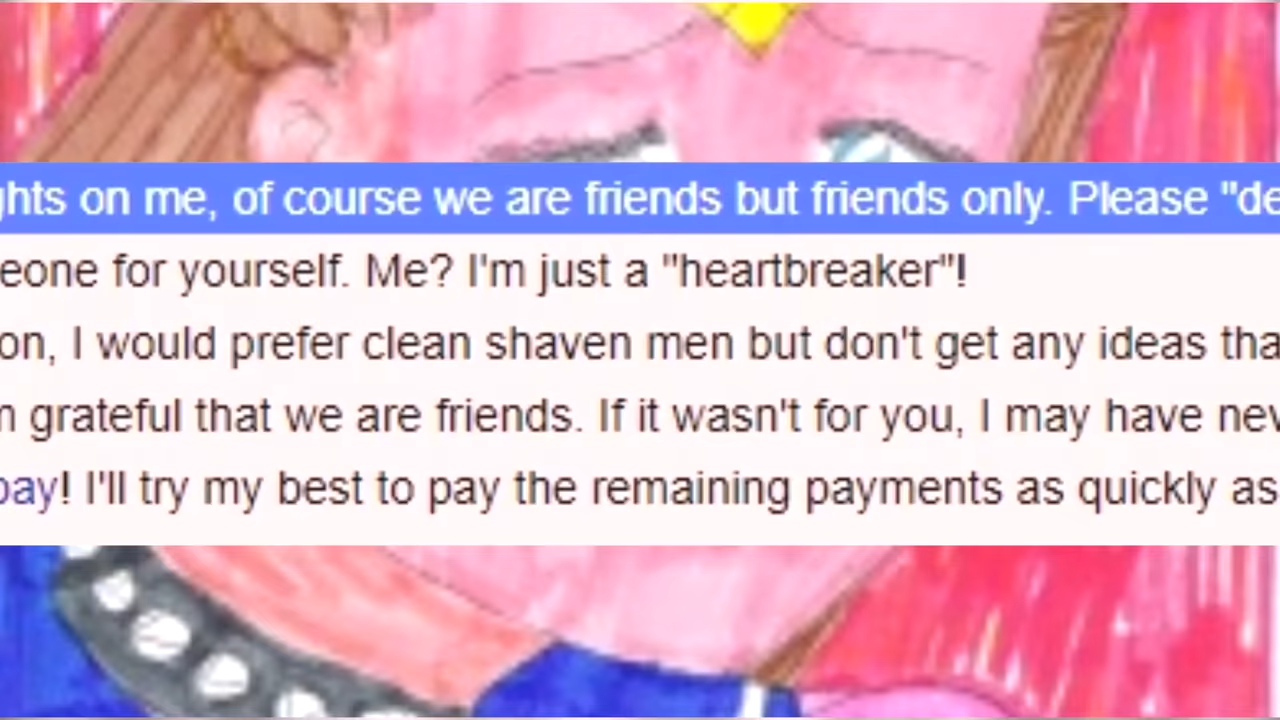 on me, of course we are friends but friends only. Please "de
for yourself. Me? I'm just a "heartbreaker"!
on, I would prefer clean shaven men but don't get any ideas tha
grateful that we are friends. If it wasn't for you, I may have nev
pay! I'll try my best to pay the remaining payments as quickly as